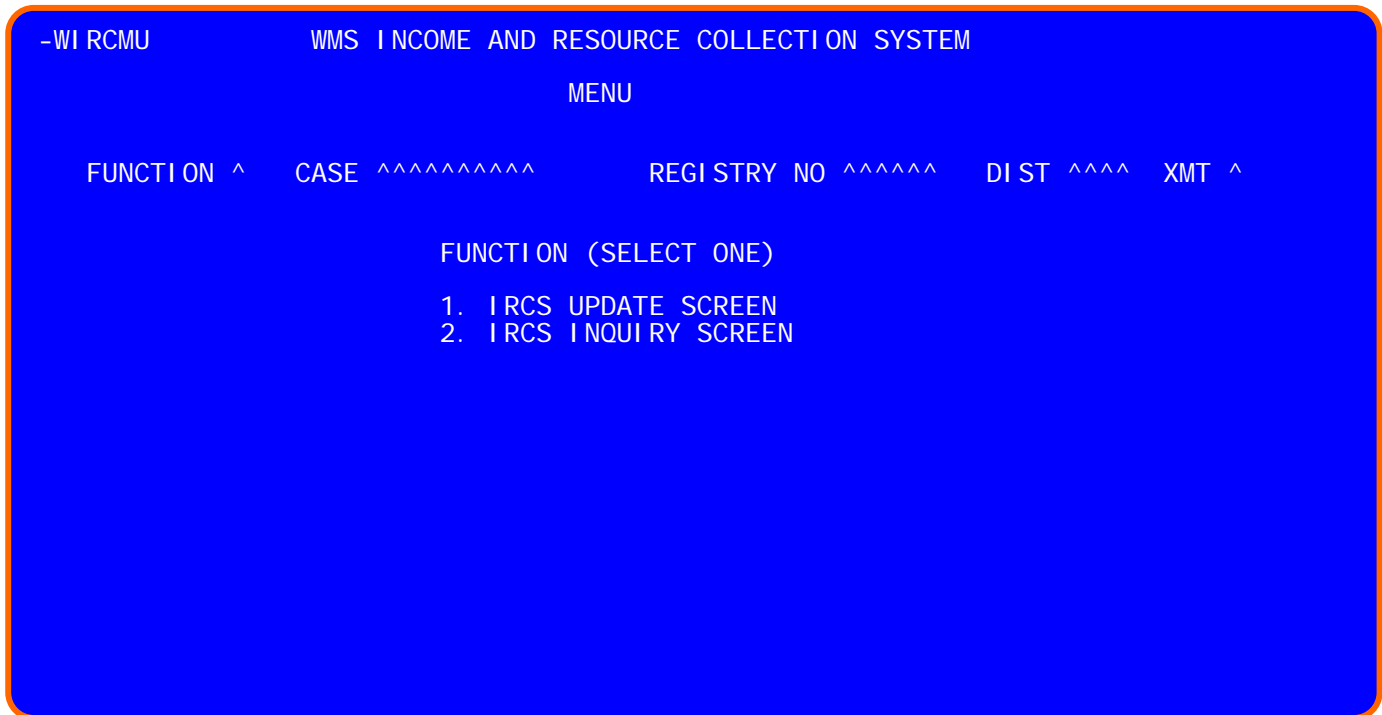 -WIRCMU WMS INCOME AND RESOURCE COLLECTION SYSTEM
MENU
FUNCTION ^ CASE ^^^^^^^^^^ REGISTRY NO ^^^^^^ DIST ^^^^ XMT ^
FUNCTION (SELECT ONE)
1. IRCS UPDATE SCREEN
2. IRCS INQUIRY SCREEN